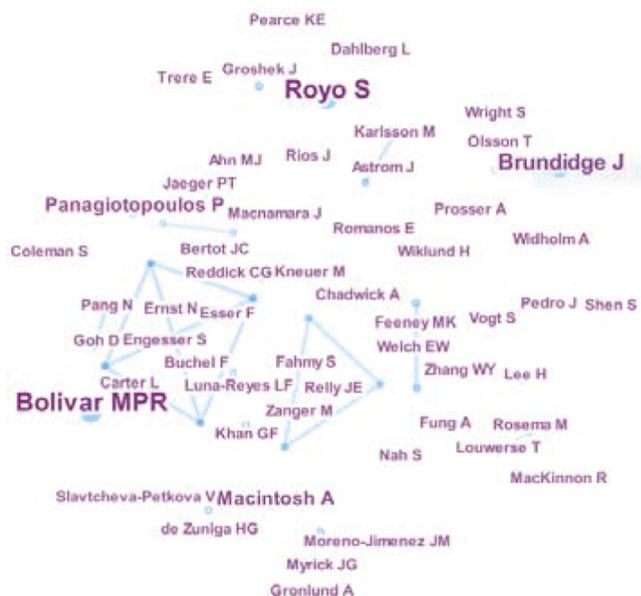 Pearce KE
Dahlberg L
Groshek J
Trere E
Royo S
Wright S
Karlsson M
Olsson T
Rios J
Ahn MJ
Astrom J
Brundidge J
Jaeger PT
Panagiotopoulos P
Macnamara J
Prosser A
Romanos E
Widholm A
Coleman S
Bertot JC
Wiklund H
Reddick CG
Kneuer M
Chadwick A
Pang N
Ernst N
Esser F
Pedro J
Shen S
Feeney MK
Vogt S
Goh D
Engesser S
Welch EW
Buchel F
Fahmy S
Zhang WY
Lee H
Carter L
Luna-Reyes LF
Relly JE
Bolivar MPR
Zanger M
Fung A
Rosema M
Khan GF
Louwerse T
Nah S
MacKinnon R
Slavtcheva-Petkova V
Macintosh A
de Zuniga HG
Moreno-Jimenez JM
Myrick JG
Gronlund A